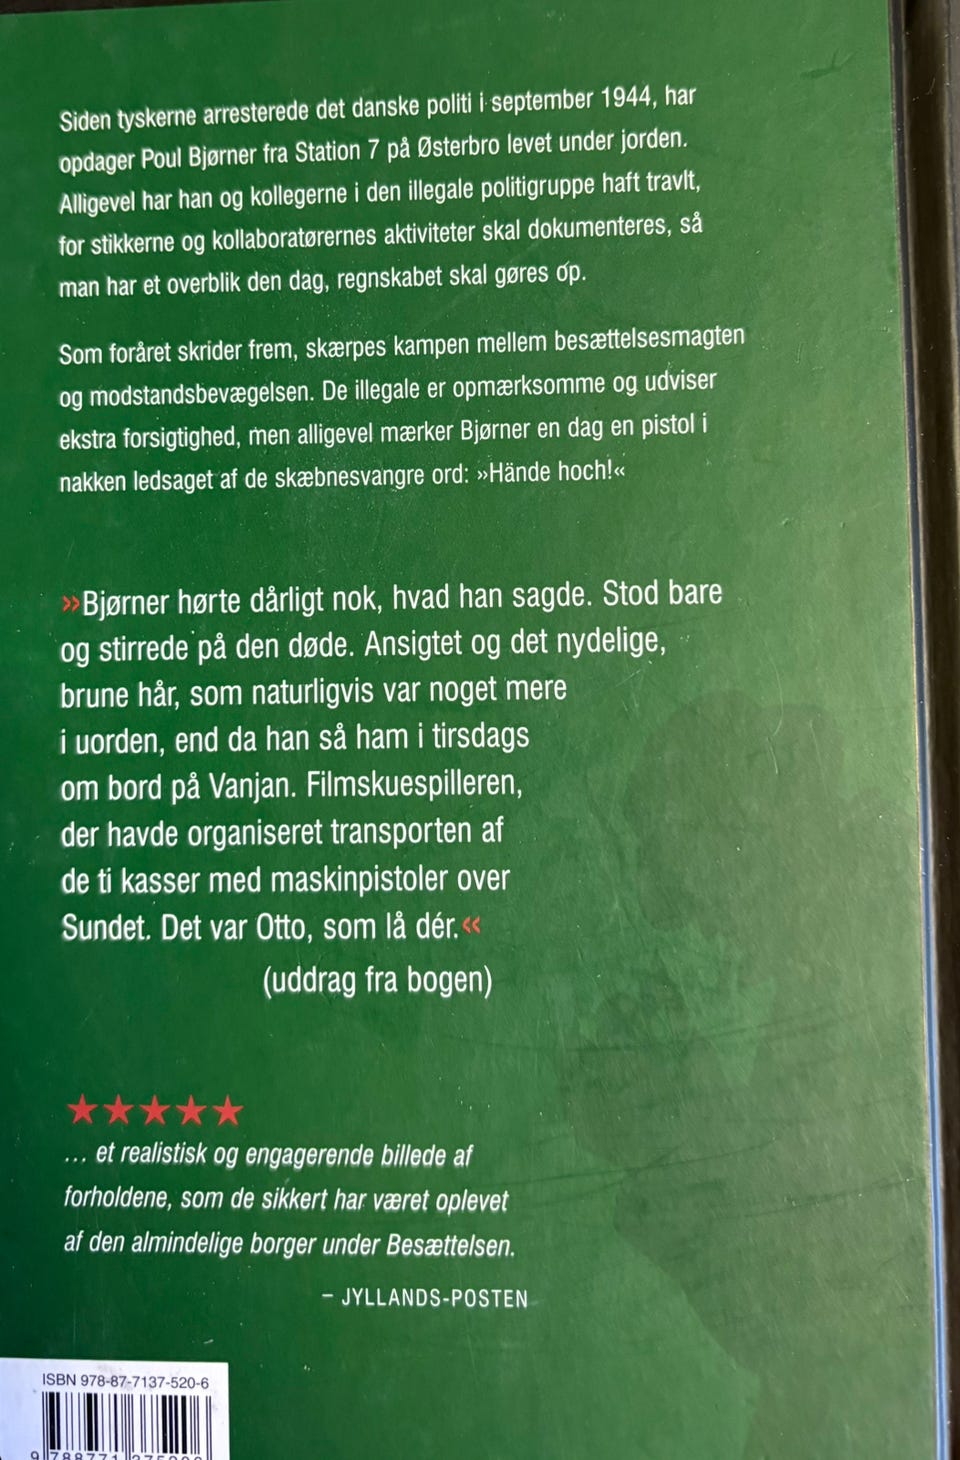 Siden tyskerne arresterede det danske politi i september 1944, har
opdager Poul Bjørner fra Station 7 på Østerbro levet under jorden.
Alligevel har han og kollegerne i den illegale politigruppe haft travlt,
for stikkerne og kollaboratørernes aktiviteter skal dokumenteres, så
man har et overblik den dag, regnskabet skal gøres op.
Som foråret skrider frem, skærpes kampen mellem besættelsesmagten
og modstandsbevægelsen. De illegale er opmærksomme og udviser
ekstra forsigtighed, men alligevel mærker Bjørner en dag en pistol i
nakken ledsaget af de skæbnesvangre ord: »Hände hoch!«
»Bjørner hørte dårligt nok, hvad han sagde. Stod bare
og stirrede på den døde. Ansigtet og det nydelige,
brune hår, som naturligvis var noget mere
i uorden, end da han så ham i tirsdags
om bord på Vanjan. Filmskuespilleren,
der havde organiseret transporten af
de ti kasser med maskinpistoler over
Sundet. Det var Otto, som lå dér.«
(uddrag fra bogen)
★★★★★
... et realistisk og engagerende billede af
forholdene, som de sikkert har været oplevet
af den almindelige borger under Besættelsen.
– JYLLANDS-POSTEN
ISBN 978-87-7137-520-6